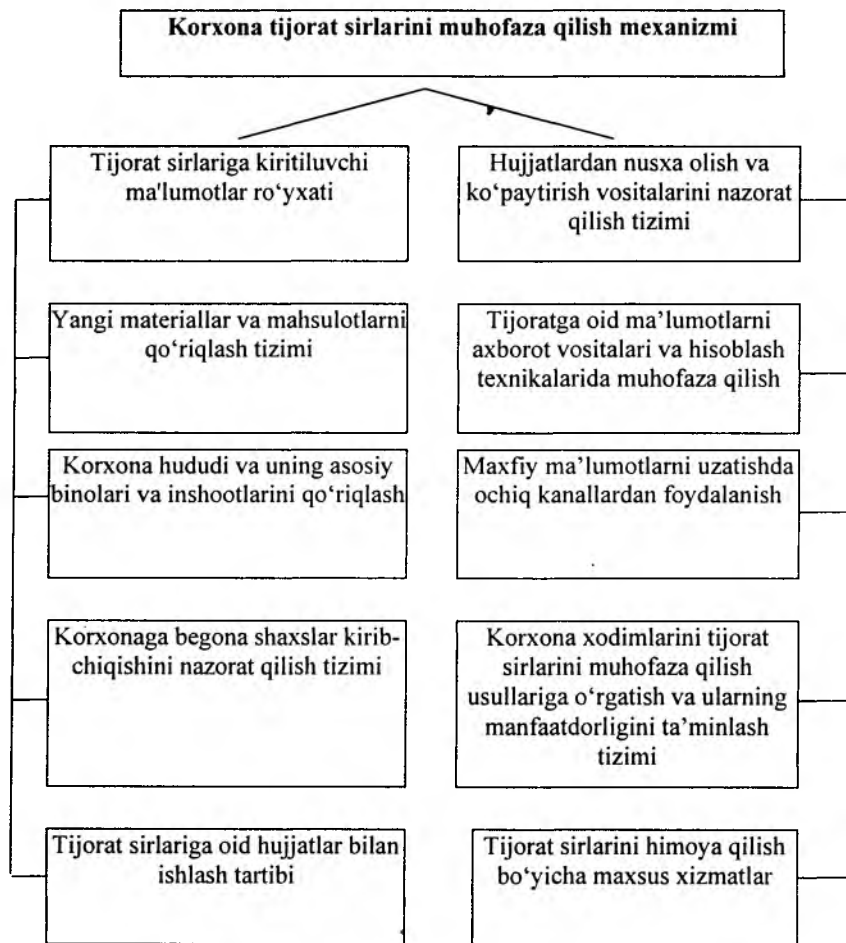 Korxona tijorat sirlarini muhofaza qilish mexanizmi
Tijorat sirlariga kiritiluvchi
ma'lumotlar ro‘yxati
Yangi materiallar va mahsulotlarni
qo‘riqlash tizimi
Korxona hududi va uning asosiy
binolari va inshootlarini qo‘riqlash
Korxonaga begona shaxslar kirib-
chiqishini nazorat qilish tizimi
Tijorat sirlariga oid hujjatlar bilan
ishlash tartibi
Hujjatlardan nusxa olish va
ko‘paytirish vositalarini nazorat
qilish tizimi
Tijoratga oid ma’lumotlarni
axborot vositalari va hisoblash
texnikalarida muhofaza qilish
Maxfiy ma’lumotlarni uzatishda
ochiq kanallardan foydalanish
Korxona xodimlarini tijorat
sirlarini muhofaza qilish
usullariga o‘rgatish va ularning
manfaatdorligini ta’minlash
tizimi
Tijorat sirlarini himoya qilish
bo‘yicha maxsus xizmatlar